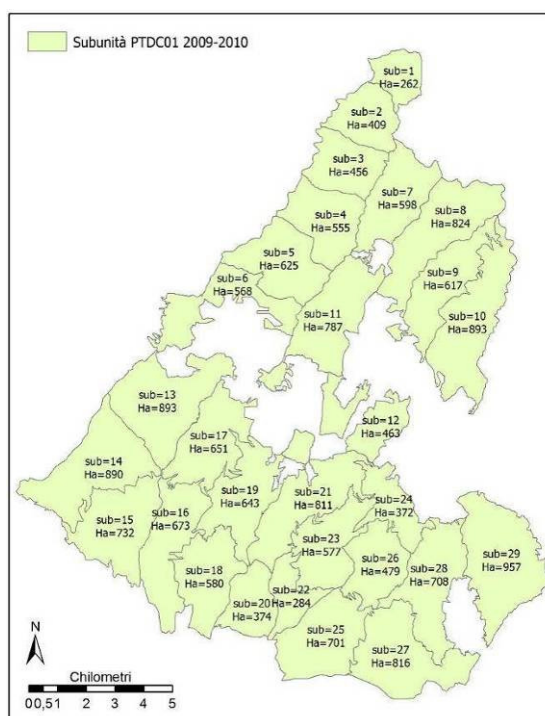 Subunità PTDC01 2009-2010
sub=1
Ha=262
sub=2
Ha=409
sub=3
Ha=456
sub=7
Ha=598
sub=4
Ha=555
sub=8
Ha=824
sub=5
Ha=625
sub=6
Ha=568
sub=9
Ha=617
sub=10
Ha=893
sub=11
Ha=787
sub=13
Ha=893
sub=12
Ha=463
sub=17
Ha=651
sub=14
Ha=890
sub=19
Ha=643
sub=21
Ha=811
sub=24
Ha=372
sub=15
Ha=732
sub=16
Ha=673
sub=23
Ha=577
sub=29
Ha=957
sub=18
Ha=580
sub=26
Ha=479
sub=28
Ha=708
sub=22
Ha=284
sub=20
Ha=374
sub=25
Ha=701
sub=27
Ha=816
N
Chilometri
0 0,5 1 2 3 4 5